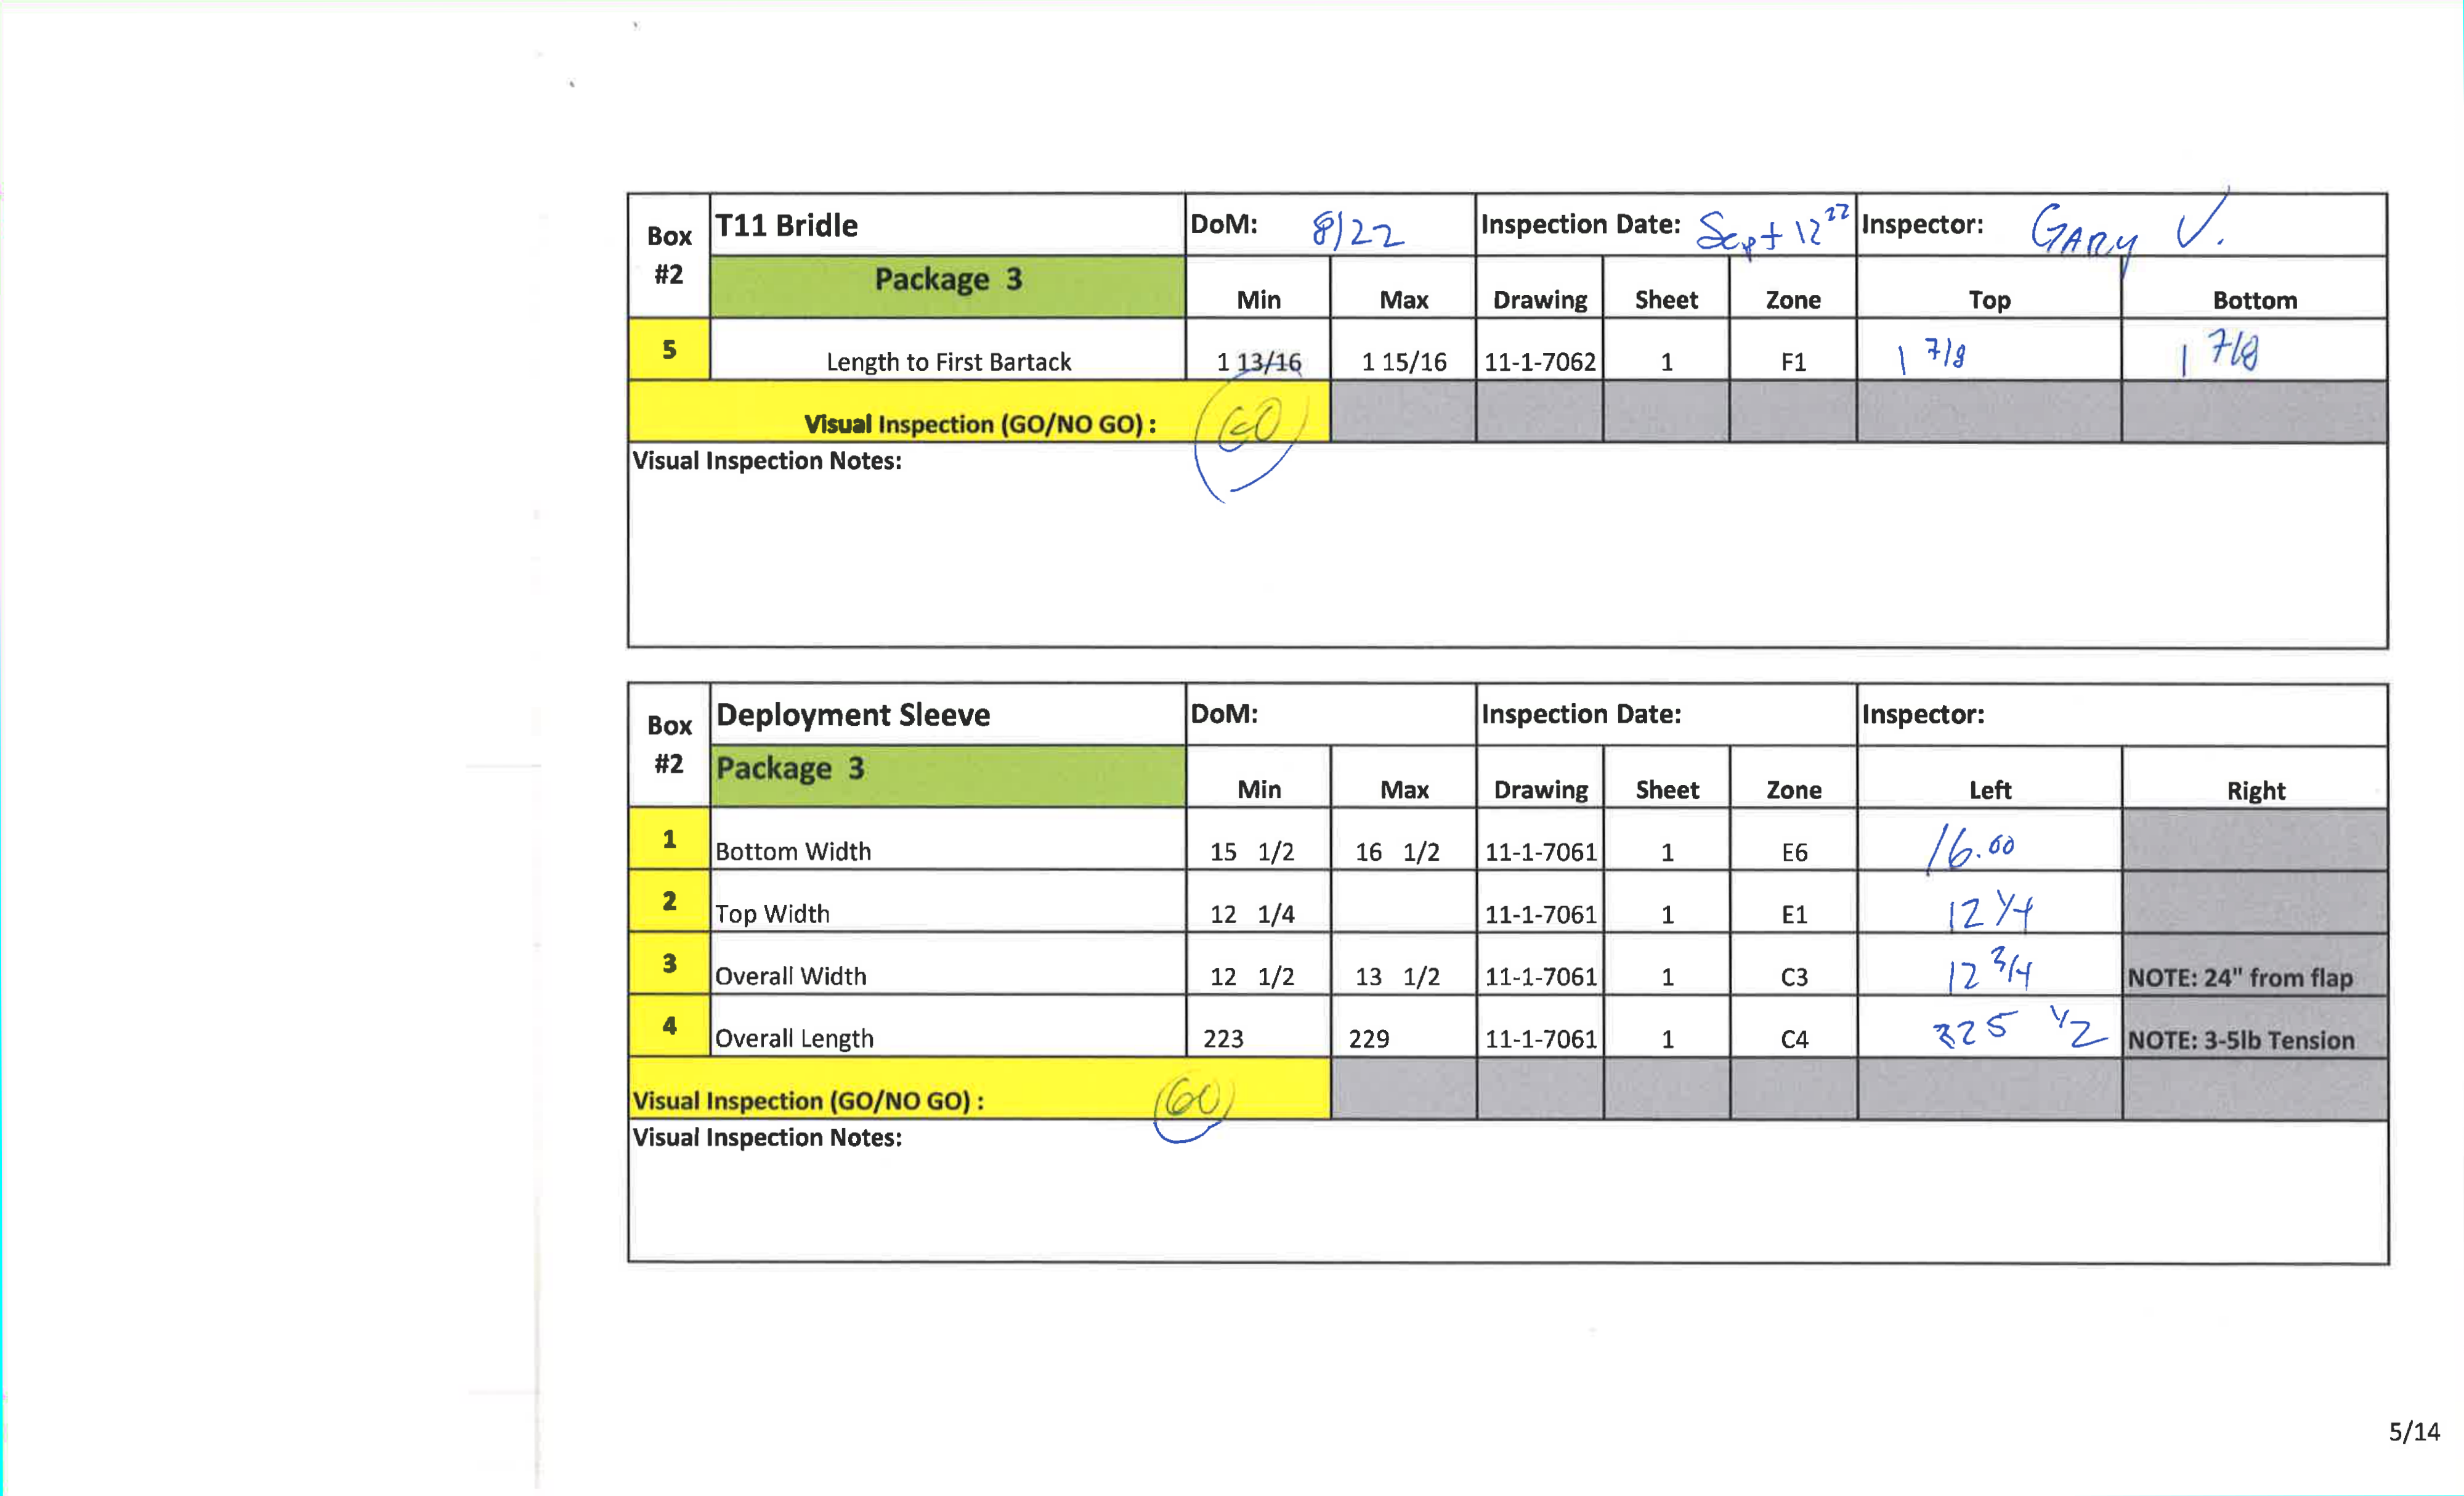 Box #2 T11 Bridle DoM: 8/22 Inspection Date: Sept 12 22 Inspector: GARY V.
Package 3 Min Max Drawing Sheet Zone Top Bottom
5 Length to First Bartack 1 13/16 1 15/16 11-1-7062 1 F1 1 7/8 1 7/8
Visual Inspection (GO/NO GO) : GO
Visual Inspection Notes:
Box #2 Deployment Sleeve DoM: Inspection Date: Inspector:
Package 3 Min Max Drawing Sheet Zone Left Right
1 Bottom Width 15 1/2 16 1/2 11-1-7061 1 E6 16.00
2 Top Width 12 1/4 11-1-7061 1 E1 12 1/4
3 Overall Width 12 1/2 13 1/2 11-1-7061 1 C3 12 3/4 NOTE: 24" from flap
4 Overall Length 223 229 11-1-7061 1 C4 225 1/2 NOTE: 3-5lb Tension
Visual Inspection (GO/NO GO) : GO
Visual Inspection Notes:
5/14